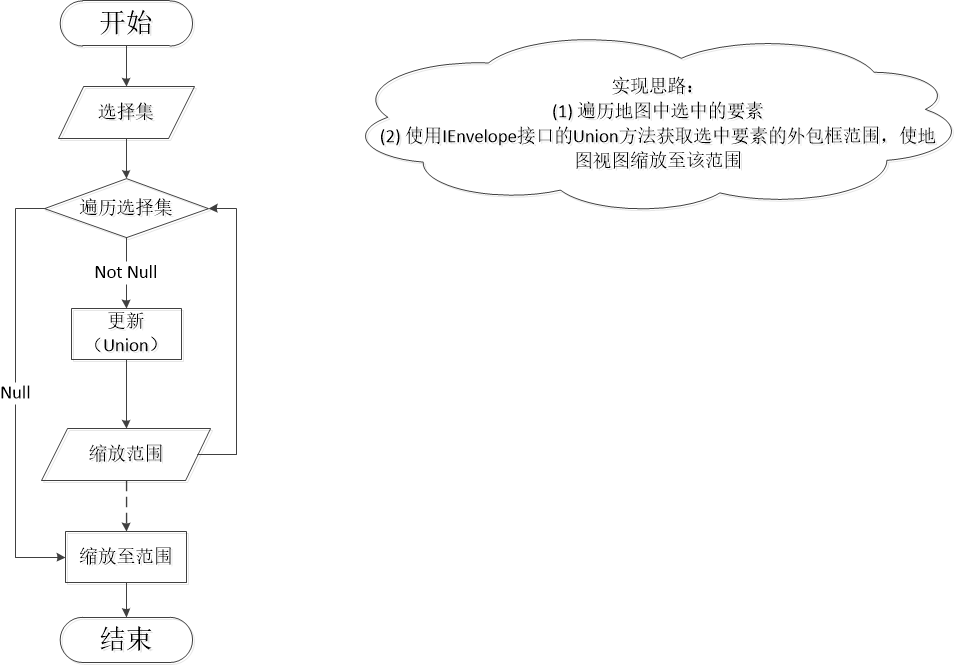 开始
选择集
遍历选择集
Not Null
更新
（Union）
Null
缩放范围
缩放至范围
结束
实现思路：
(1) 遍历地图中选中的要素
(2) 使用IEnvelope接口的Union方法获取选中要素的外包框范围，使地
图视图缩放至该范围